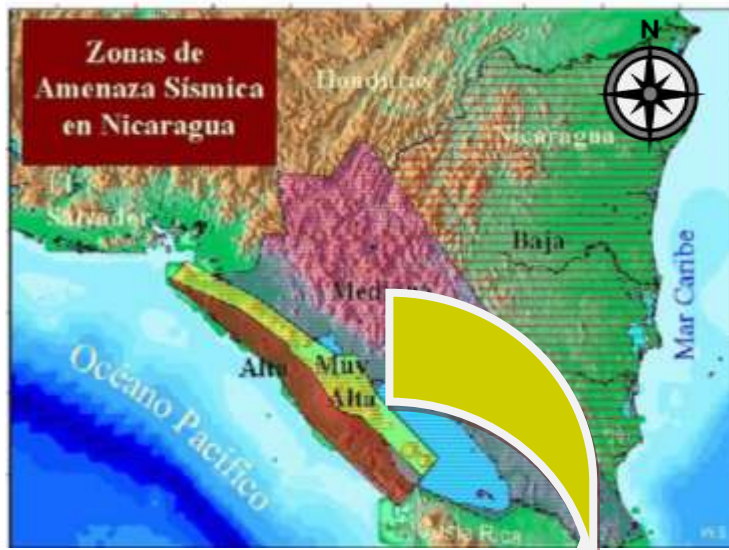 Zonas de
Amenaza Sísmica
en Nicaragua
N
Honduras
Nicaragua
El
Salvador
Baja
Mar Caribe
Alta
Muy
Alta
Océano Pacífico
Costa Rica